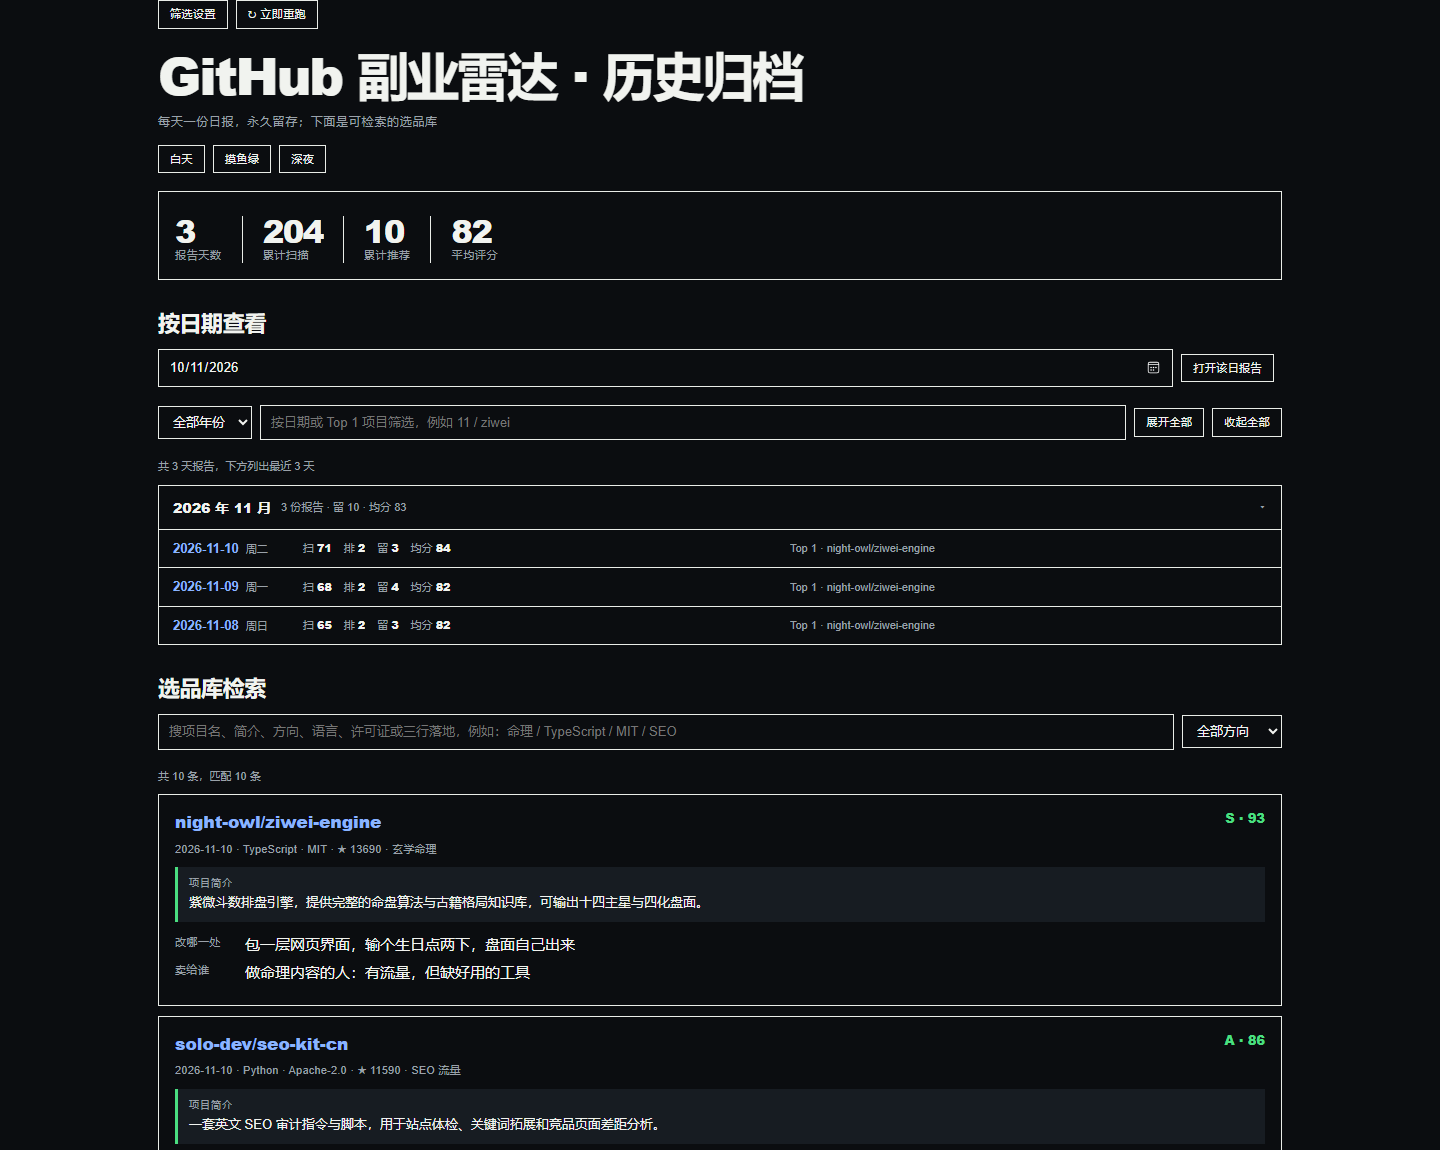 筛选设置 ↻ 立即重跑
GitHub 副业雷达 · 历史归档
每天一份日报，永久留存；下面是可检索的选品库
白天 摸鱼绿 深夜
3 204 10 82
报告天数 累计扫描 累计推荐 平均评分
按日期查看
10/11/2026 打开该日报告
全部年份 按日期或 Top 1 项目筛选，例如 11 / ziwei 展开全部 收起全部
共 3 天报告，下方列出最近 3 天
2026 年 11 月 3 份报告 · 留 10 · 均分 83
2026-11-10 周二 扫 71 排 2 留 3 均分 84 Top 1 · night-owl/ziwei-engine
2026-11-09 周一 扫 68 排 2 留 4 均分 82 Top 1 · night-owl/ziwei-engine
2026-11-08 周日 扫 65 排 2 留 3 均分 82 Top 1 · night-owl/ziwei-engine
选品库检索
搜项目名、简介、方向、语言、许可证或三行落地，例如：命理 / TypeScript / MIT / SEO 全部方向
共 10 条，匹配 10 条
night-owl/ziwei-engine S · 93
2026-11-10 · TypeScript · MIT · ★ 13690 · 玄学命理
项目简介
紫微斗数排盘引擎，提供完整的命盘算法与古籍格局知识库，可输出十四主星与四化盘面。
改哪一处 包一层网页界面，输个生日点两下，盘面自己出来
卖给谁 做命理内容的人：有流量，但缺好用的工具
solo-dev/seo-kit-cn A · 86
2026-11-10 · Python · Apache-2.0 · ★ 11590 · SEO 流量
项目简介
一套英文 SEO 审计指令与脚本，用于站点体检、关键词拓展和竞品页面差距分析。